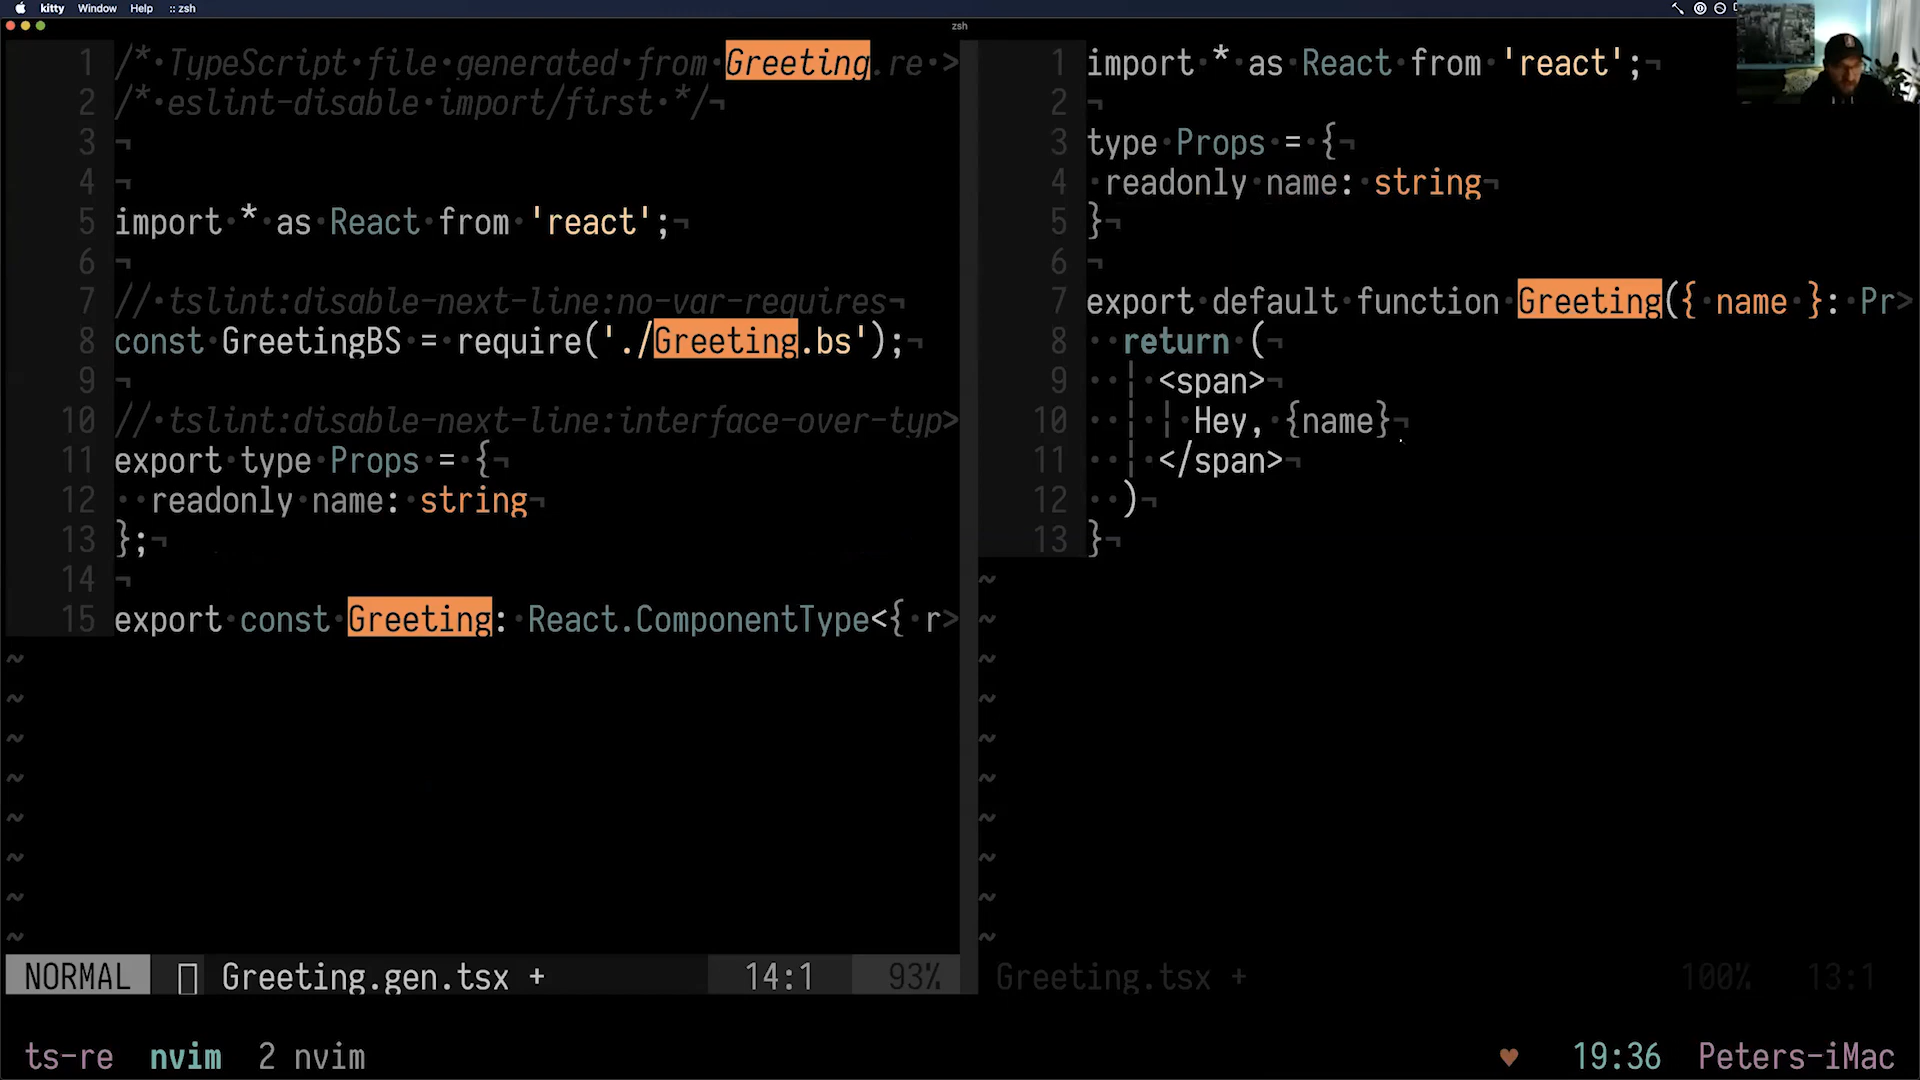 kitty Window Help :: zsh
zsh
1 /* TypeScript file generated from Greeting.re >
2 /* eslint-disable import/first */¬
3 ¬
4 ¬
5 import * as React from 'react';¬
6 ¬
7 // tslint:disable-next-line:no-var-requires¬
8 const GreetingBS = require('./Greeting.bs');¬
9 ¬
10 // tslint:disable-next-line:interface-over-typ>
11 export type Props = {¬
12 readonly name: string¬
13 };¬
14 ¬
15 export const Greeting: React.ComponentType<{ r>
~
~
~
~
~
~
~
~
NORMAL Greeting.gen.tsx + 14:1 93%
1 import * as React from 'react';¬
2 ¬
3 type Props = {¬
4 readonly name: string¬
5 }¬
6 ¬
7 export default function Greeting({ name }: Pr>
8 return (¬
9 <span>¬
10 Hey, {name}¬
11 </span>¬
12 )¬
13 }¬
~
~
~
~
~
~
~
~
~
~
Greeting.tsx + 100% 13:1
ts-re nvim 2 nvim ♥ 19:36 Peters-iMac